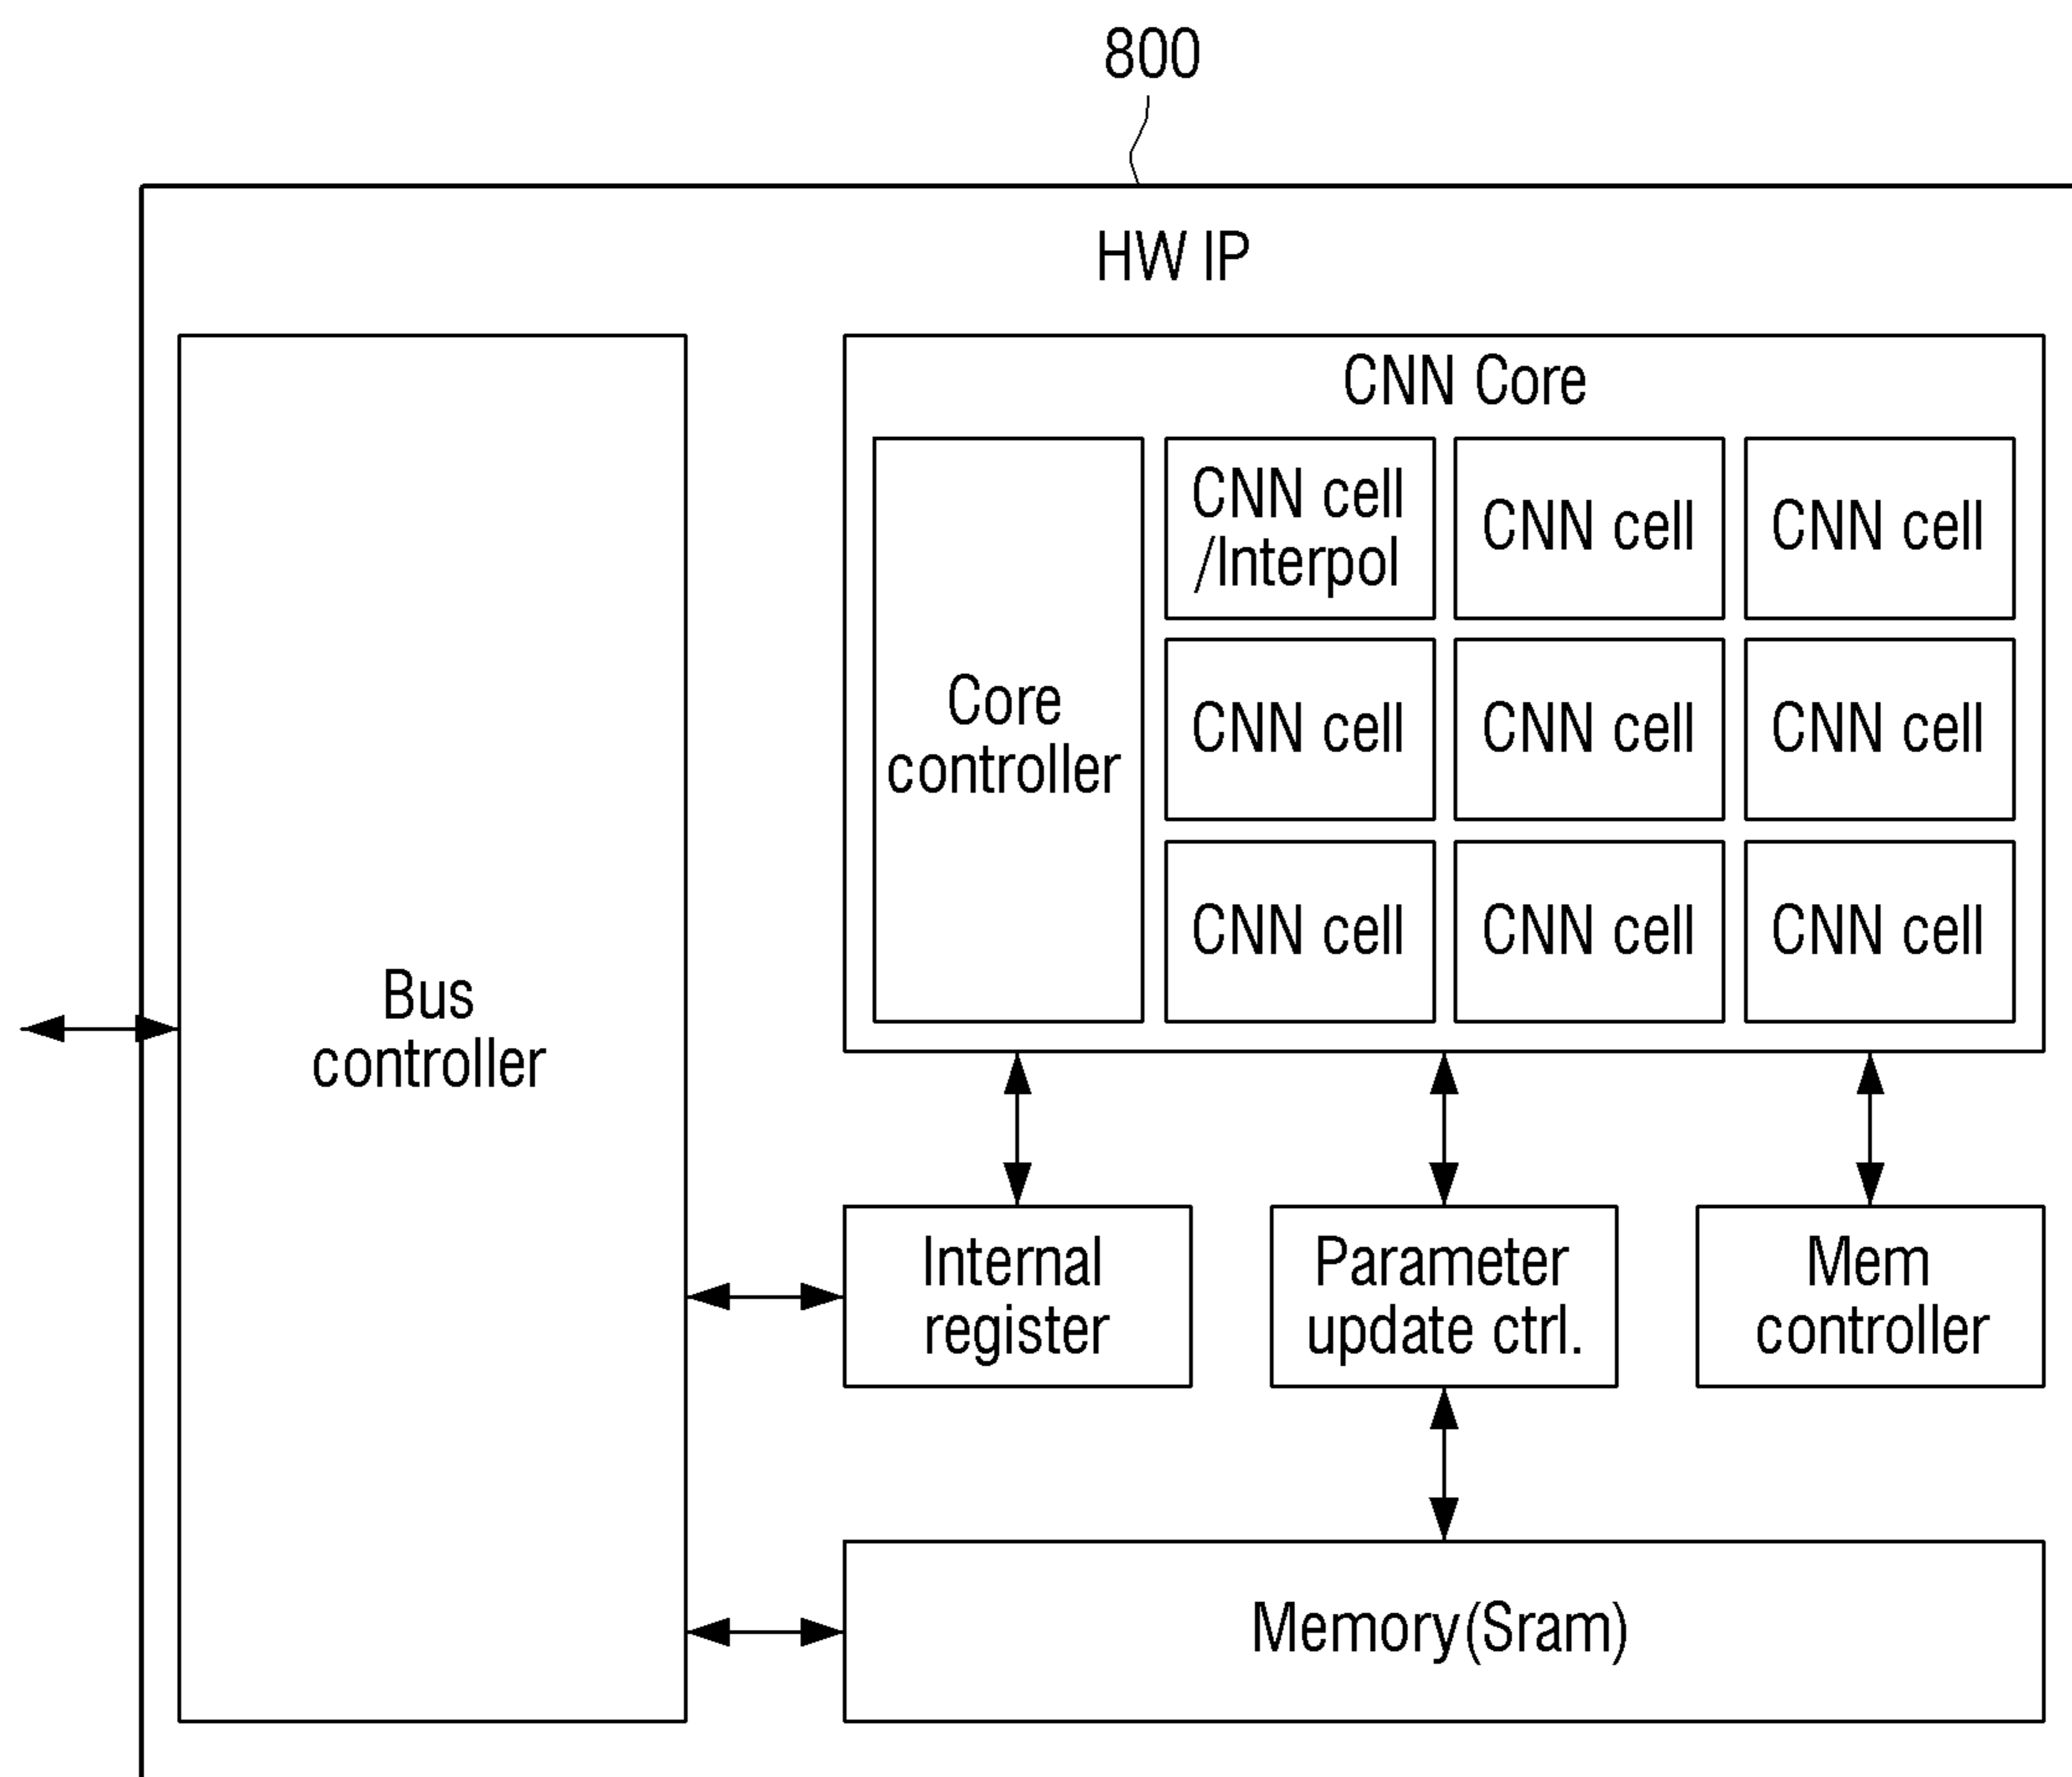 800
HW IP
CNN Core
CNN cell
/Interpol
CNN cell
CNN cell
Core
controller
CNN cell
CNN cell
CNN cell
CNN cell
CNN cell
CNN cell
Bus
controller
Internal
register
Parameter
update ctrl.
Mem
controller
Memory(Sram)